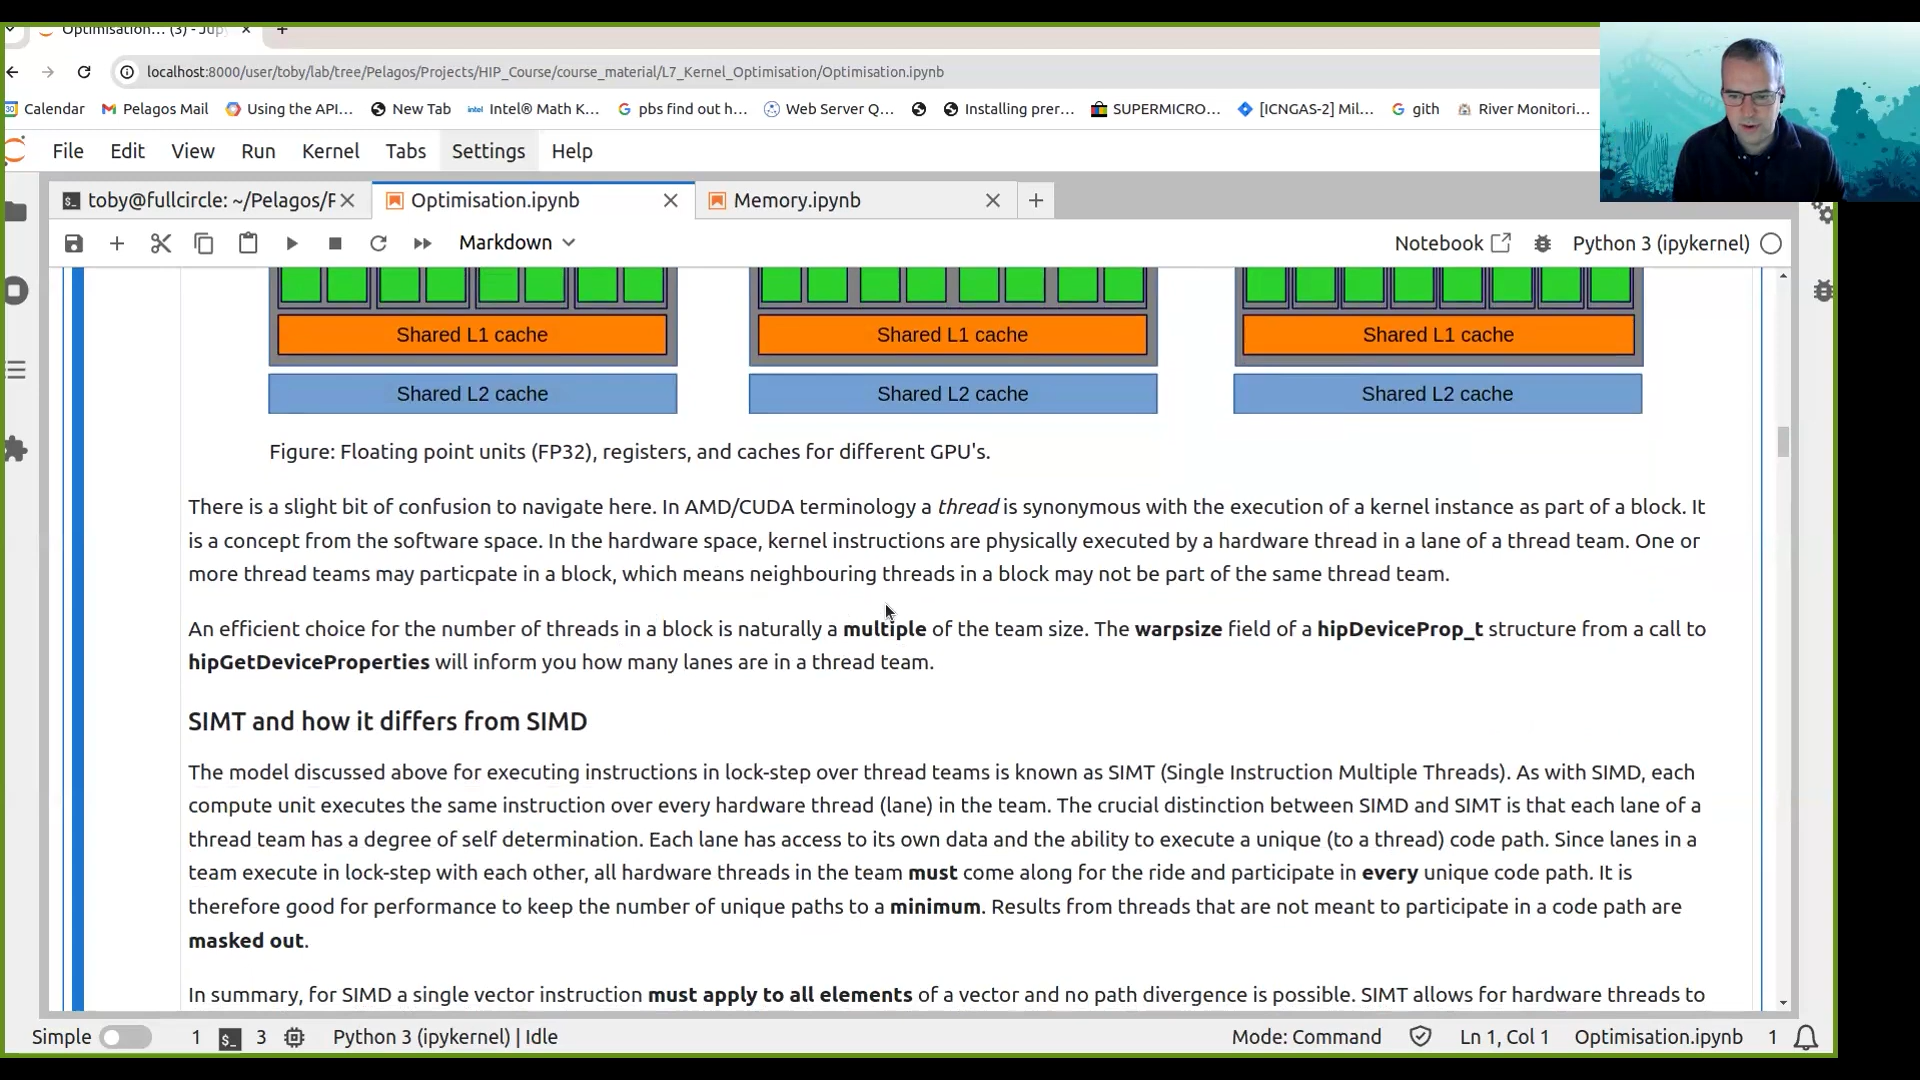 Optimisation… (3) - Jup
localhost:8000/user/toby/lab/tree/Pelagos/Projects/HIP_Course/course_material/L7_Kernel_Optimisation/Optimisation.ipynb
Calendar Pelagos Mail Using the API… New Tab Intel® Math K… pbs find out h… Web Server Q… Installing prer… SUPERMICRO… [ICNGAS-2] Mil… gith River Monitori…
File Edit View Run Kernel Tabs Settings Help
toby@fullcircle: ~/Pelagos/F Optimisation.ipynb Memory.ipynb
Markdown Notebook Python 3 (ipykernel)
Shared L1 cache Shared L1 cache Shared L1 cache
Shared L2 cache Shared L2 cache Shared L2 cache
Figure: Floating point units (FP32), registers, and caches for different GPU's.
There is a slight bit of confusion to navigate here. In AMD/CUDA terminology a thread is synonymous with the execution of a kernel instance as part of a block. It
is a concept from the software space. In the hardware space, kernel instructions are physically executed by a hardware thread in a lane of a thread team. One or
more thread teams may particpate in a block, which means neighbouring threads in a block may not be part of the same thread team.
An efficient choice for the number of threads in a block is naturally a multiple of the team size. The warpsize field of a hipDeviceProp_t structure from a call to
hipGetDeviceProperties will inform you how many lanes are in a thread team.
SIMT and how it differs from SIMD
The model discussed above for executing instructions in lock-step over thread teams is known as SIMT (Single Instruction Multiple Threads). As with SIMD, each
compute unit executes the same instruction over every hardware thread (lane) in the team. The crucial distinction between SIMD and SIMT is that each lane of a
thread team has a degree of self determination. Each lane has access to its own data and the ability to execute a unique (to a thread) code path. Since lanes in a
team execute in lock-step with each other, all hardware threads in the team must come along for the ride and participate in every unique code path. It is
therefore good for performance to keep the number of unique paths to a minimum. Results from threads that are not meant to participate in a code path are
masked out.
In summary, for SIMD a single vector instruction must apply to all elements of a vector and no path divergence is possible. SIMT allows for hardware threads to
Simple 1 3 Python 3 (ipykernel) | Idle Mode: Command Ln 1, Col 1 Optimisation.ipynb 1